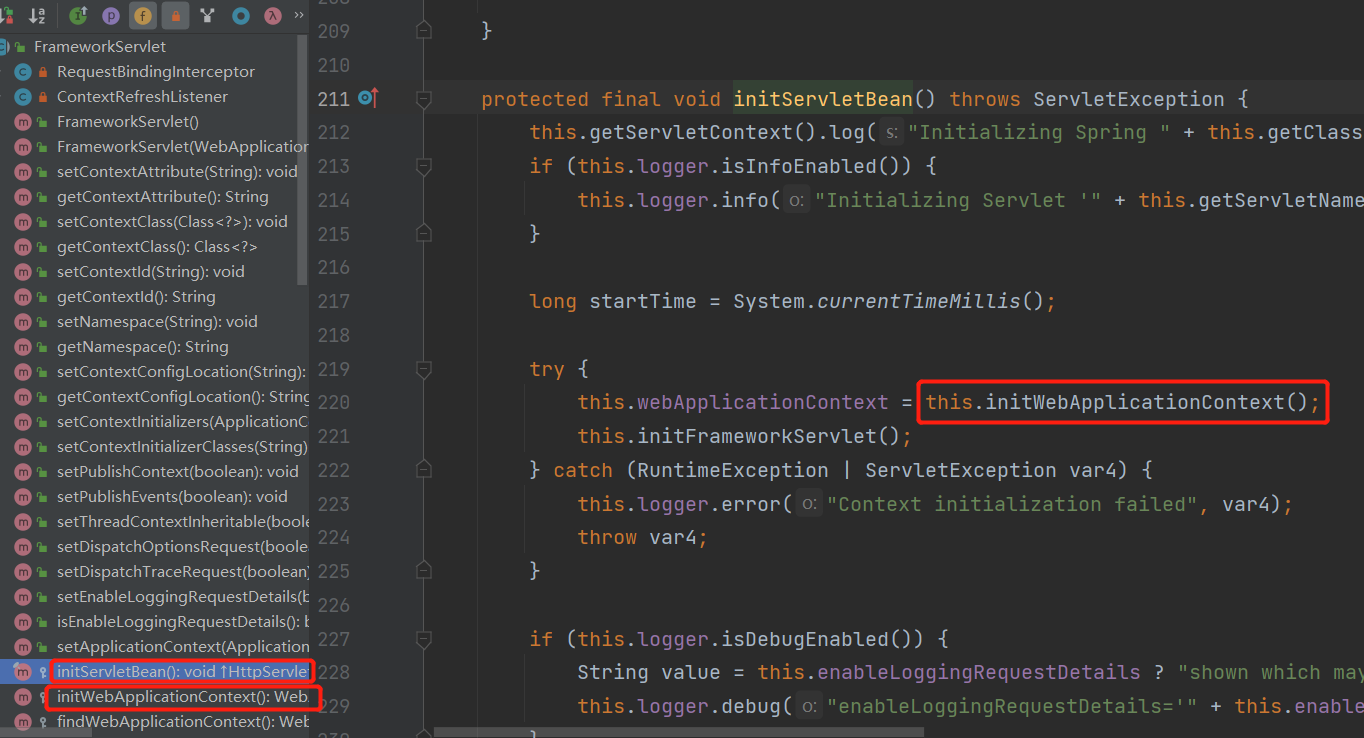 FrameworkServlet
RequestBindingInterceptor
ContextRefreshListener
FrameworkServlet()
FrameworkServlet(WebApplication
setContextAttribute(String): void
getContextAttribute(): String
setContextClass(Class<?>): void
getContextClass(): Class<?>
setContextId(String): void
getContextId(): String
setNamespace(String): void
getNamespace(): String
setContextConfigLocation(String):
getContextConfigLocation(): String
setContextInitializers(ApplicationC
setContextInitializerClasses(String)
setPublishContext(boolean): void
setPublishEvents(boolean): void
setThreadContextInheritable(boole
setDispatchOptionsRequest(boole
setDispatchTraceRequest(boolean)
setEnableLoggingRequestDetails(b
isEnableLoggingRequestDetails(): b
setApplicationContext(Application
initServletBean(): void ↑HttpServle
initWebApplicationContext(): Web
findWebApplicationContext(): Web
209 }
210
211 protected final void initServletBean() throws ServletException {
212 this.getServletContext().log( s: "Initializing Spring " + this.getClass
213 if (this.logger.isInfoEnabled()) {
214 this.logger.info( o: "Initializing Servlet '" + this.getServletName
215 }
216
217 long startTime = System.currentTimeMillis();
218
219 try {
220 this.webApplicationContext = this.initWebApplicationContext();
221 this.initFrameworkServlet();
222 } catch (RuntimeException | ServletException var4) {
223 this.logger.error( o: "Context initialization failed", var4);
224 throw var4;
225 }
226
227 if (this.logger.isDebugEnabled()) {
228 String value = this.enableLoggingRequestDetails ? "shown which may
229 this.logger.debug( o: "enableLoggingRequestDetails='" + this.enable